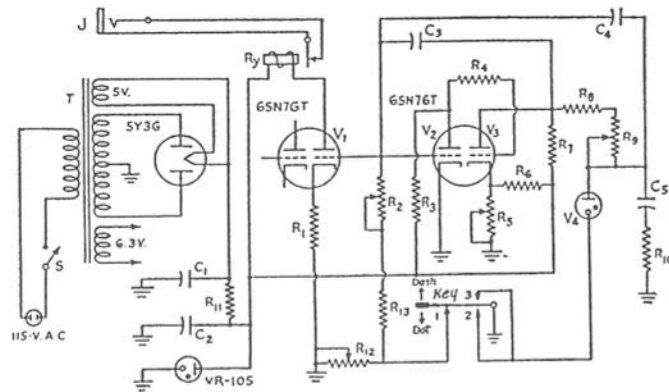 J
V
C3
C4
Ry
R4
T
5V.
6SN7GT
6SN7GT
R8
5Y3G
V1
V2
V3
R9
R7
R6
C5
R2
R3
R5
V4
R1
6.3V.
S
C1
R10
Dash
R11
Key
3
R13
1
2
Dot
115-V. A C
C2
R12
VR-105